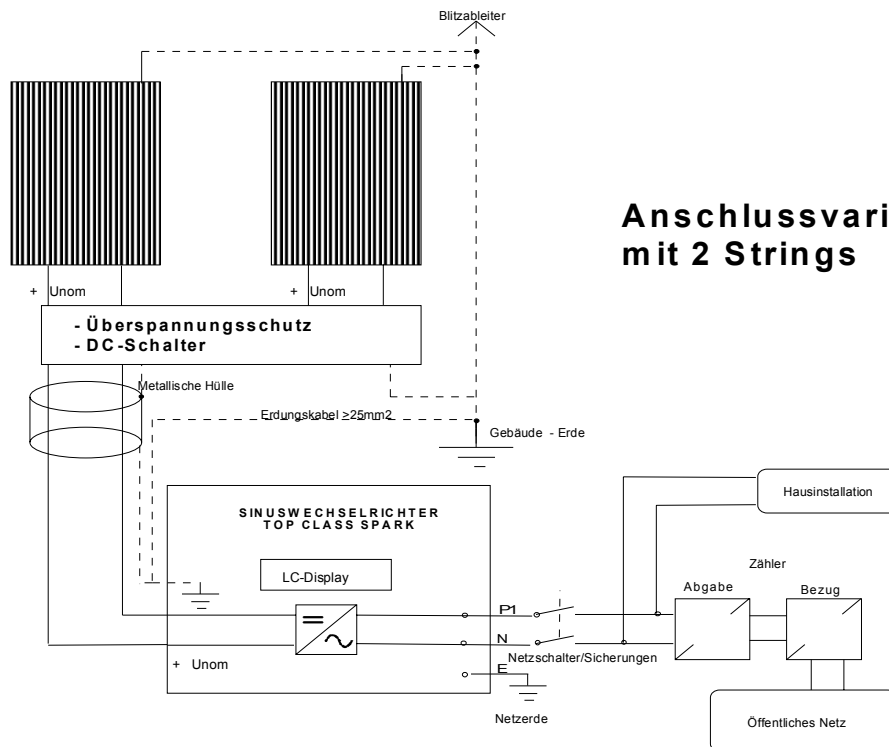 Blitzableiter
Anschlussvari
mit 2 Strings
+ Unom
+ Unom
- Überspannungsschutz
- DC-Schalter
Metallische Hülle
Erdungskabel >25mm2
Gebäude - Erde
SINUSWECHSELRICHTER
TOP CLASS SPARK
LC-Display
Hausinstallation
Zähler
Abgabe
Bezug
P1
N
Netzschalter/Sicherungen
+ Unom
E
Netzerde
Öffentliches Netz